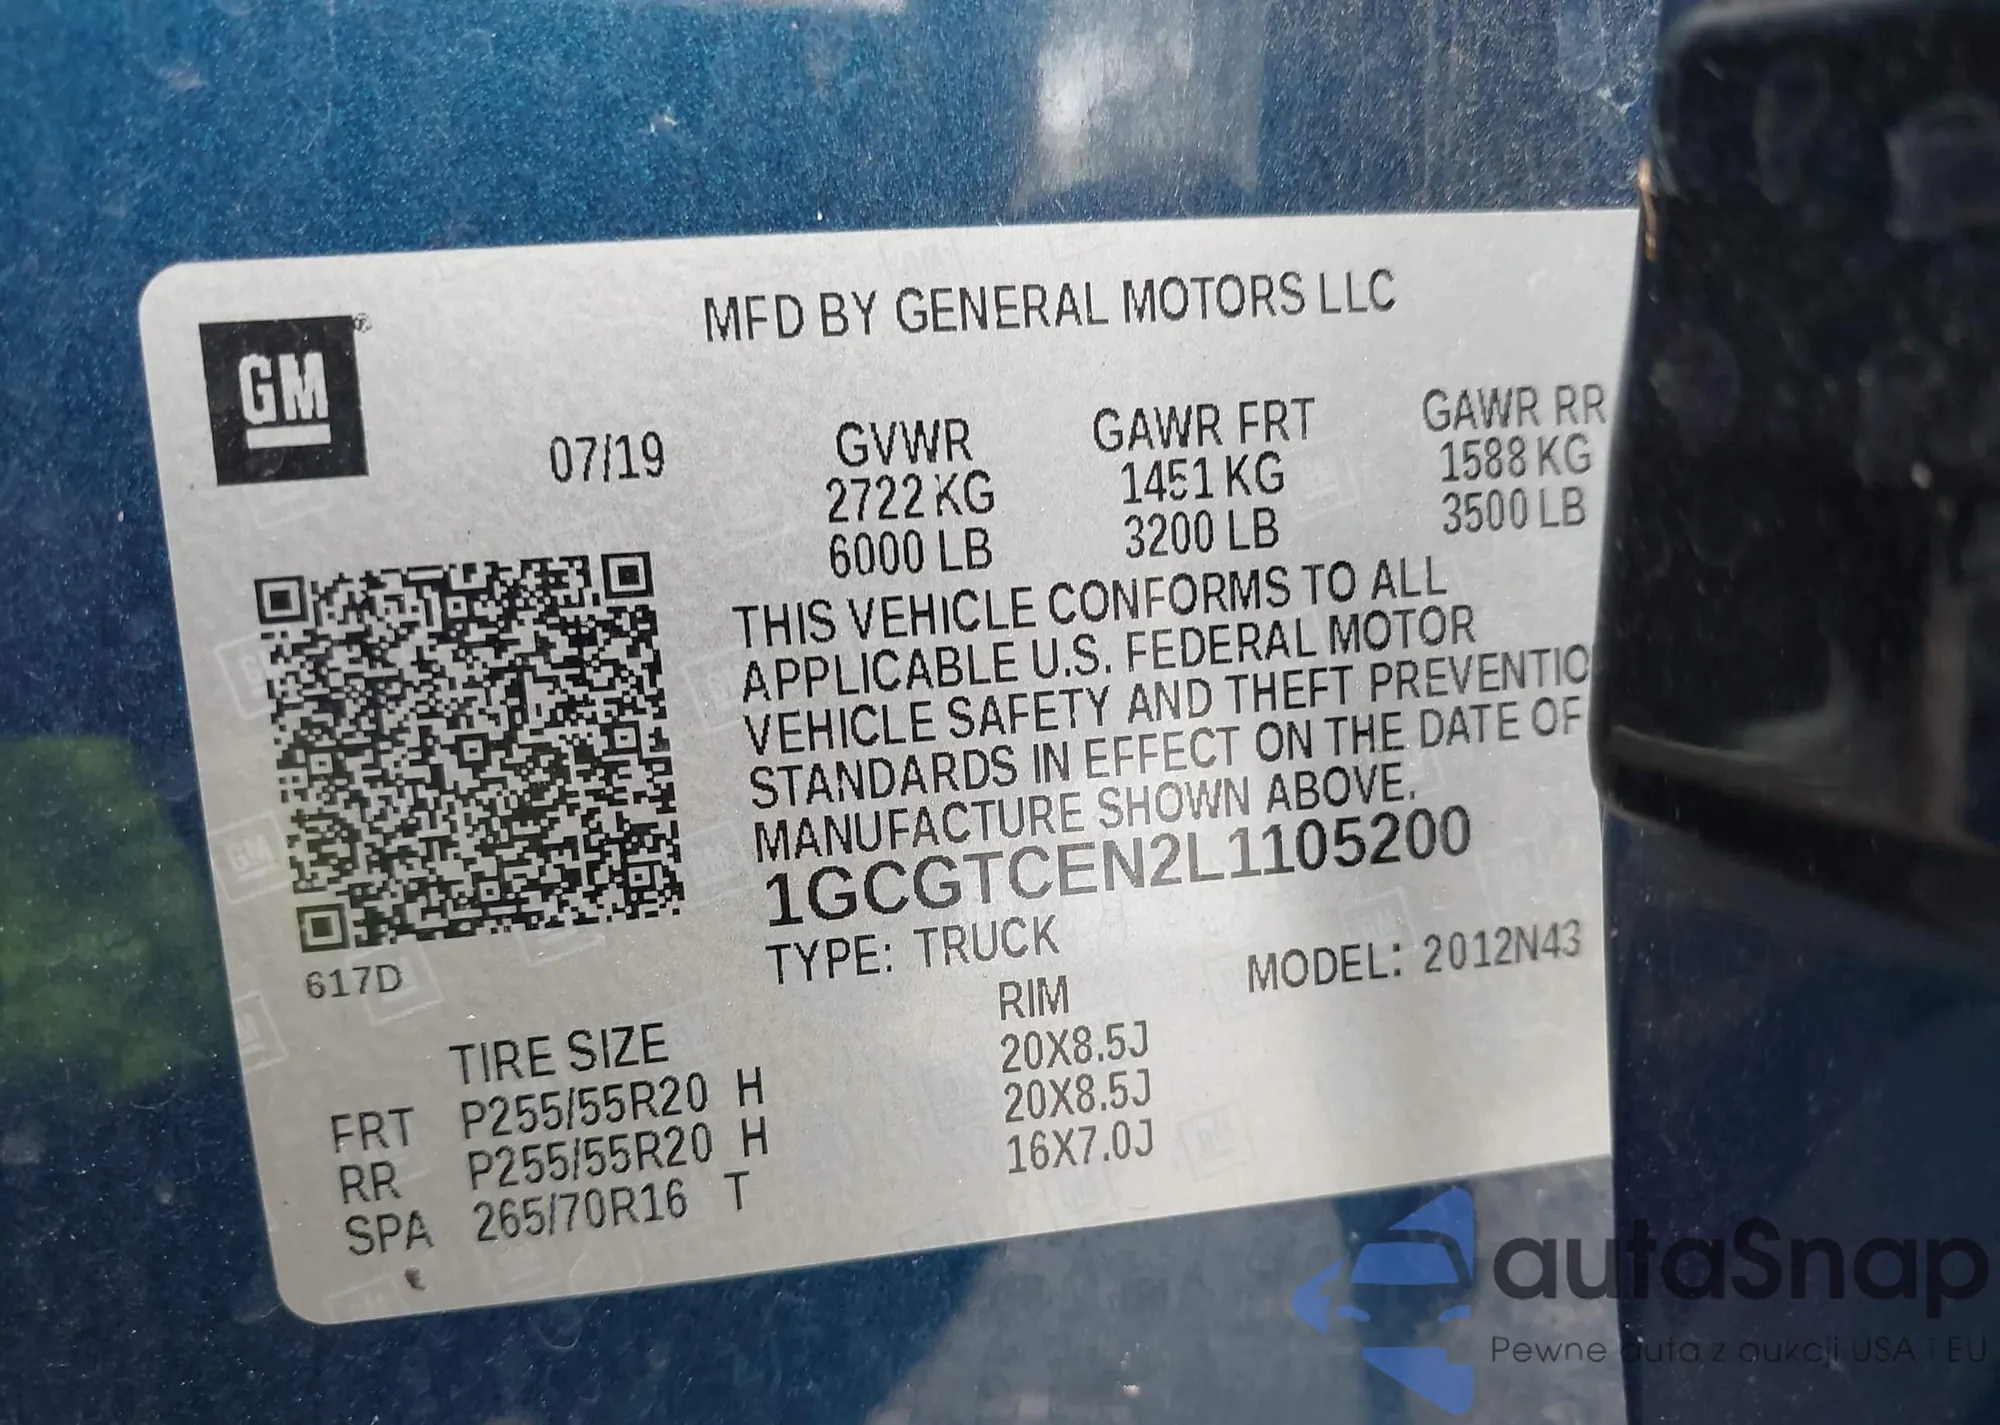 MFD BY GENERAL MOTORS LLC
GM ®
07/19 GVWR GAWR FRT GAWR RR
2722 KG 1451 KG 1588 KG
6000 LB 3200 LB 3500 LB
THIS VEHICLE CONFORMS TO ALL
APPLICABLE U.S. FEDERAL MOTOR
VEHICLE SAFETY AND THEFT PREVENTIO
STANDARDS IN EFFECT ON THE DATE OF
MANUFACTURE SHOWN ABOVE.
1GCGTCEN2L1105200
TYPE: TRUCK MODEL: 2012N43
617D
TIRE SIZE RIM
FRT P255/55R20 H 20X8.5J
RR P255/55R20 H 20X8.5J
SPA 265/70R16 T 16X7.0J
autaSnap
Pewne auta z aukcji USA i EU